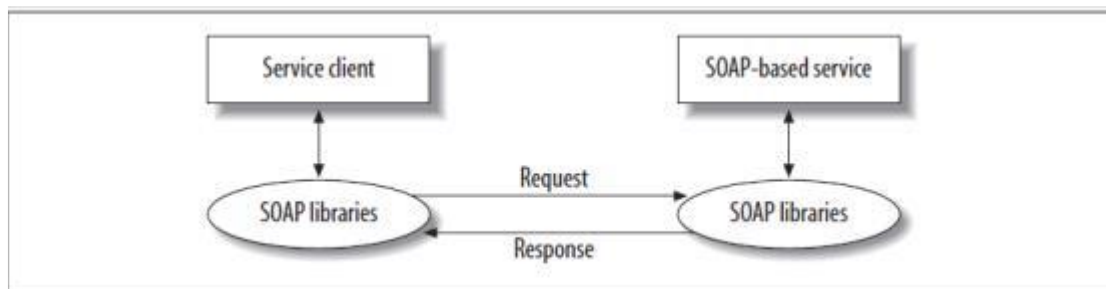 Service client
SOAP-based service
Request
SOAP libraries
SOAP libraries
Response